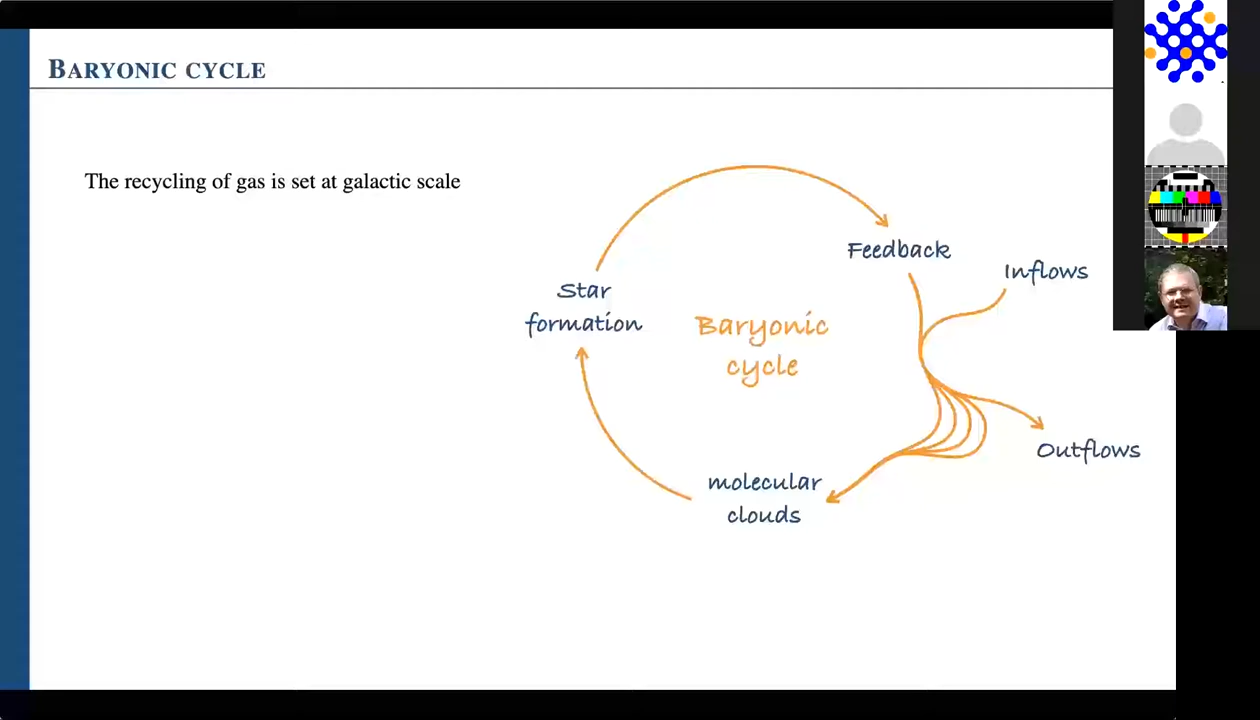 BARYONIC CYCLE
The recycling of gas is set at galactic scale
Feedback
Inflows
Star
formation
Baryonic
cycle
Outflows
molecular
clouds